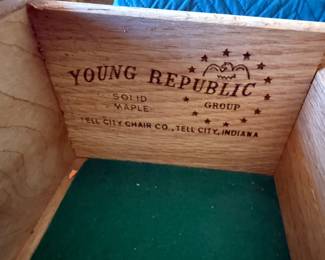 YOUNG REPUBLIC
SOLID
MAPLE
GROUP
TELL CITY CHAIR CO., TELL CITY, INDIANA